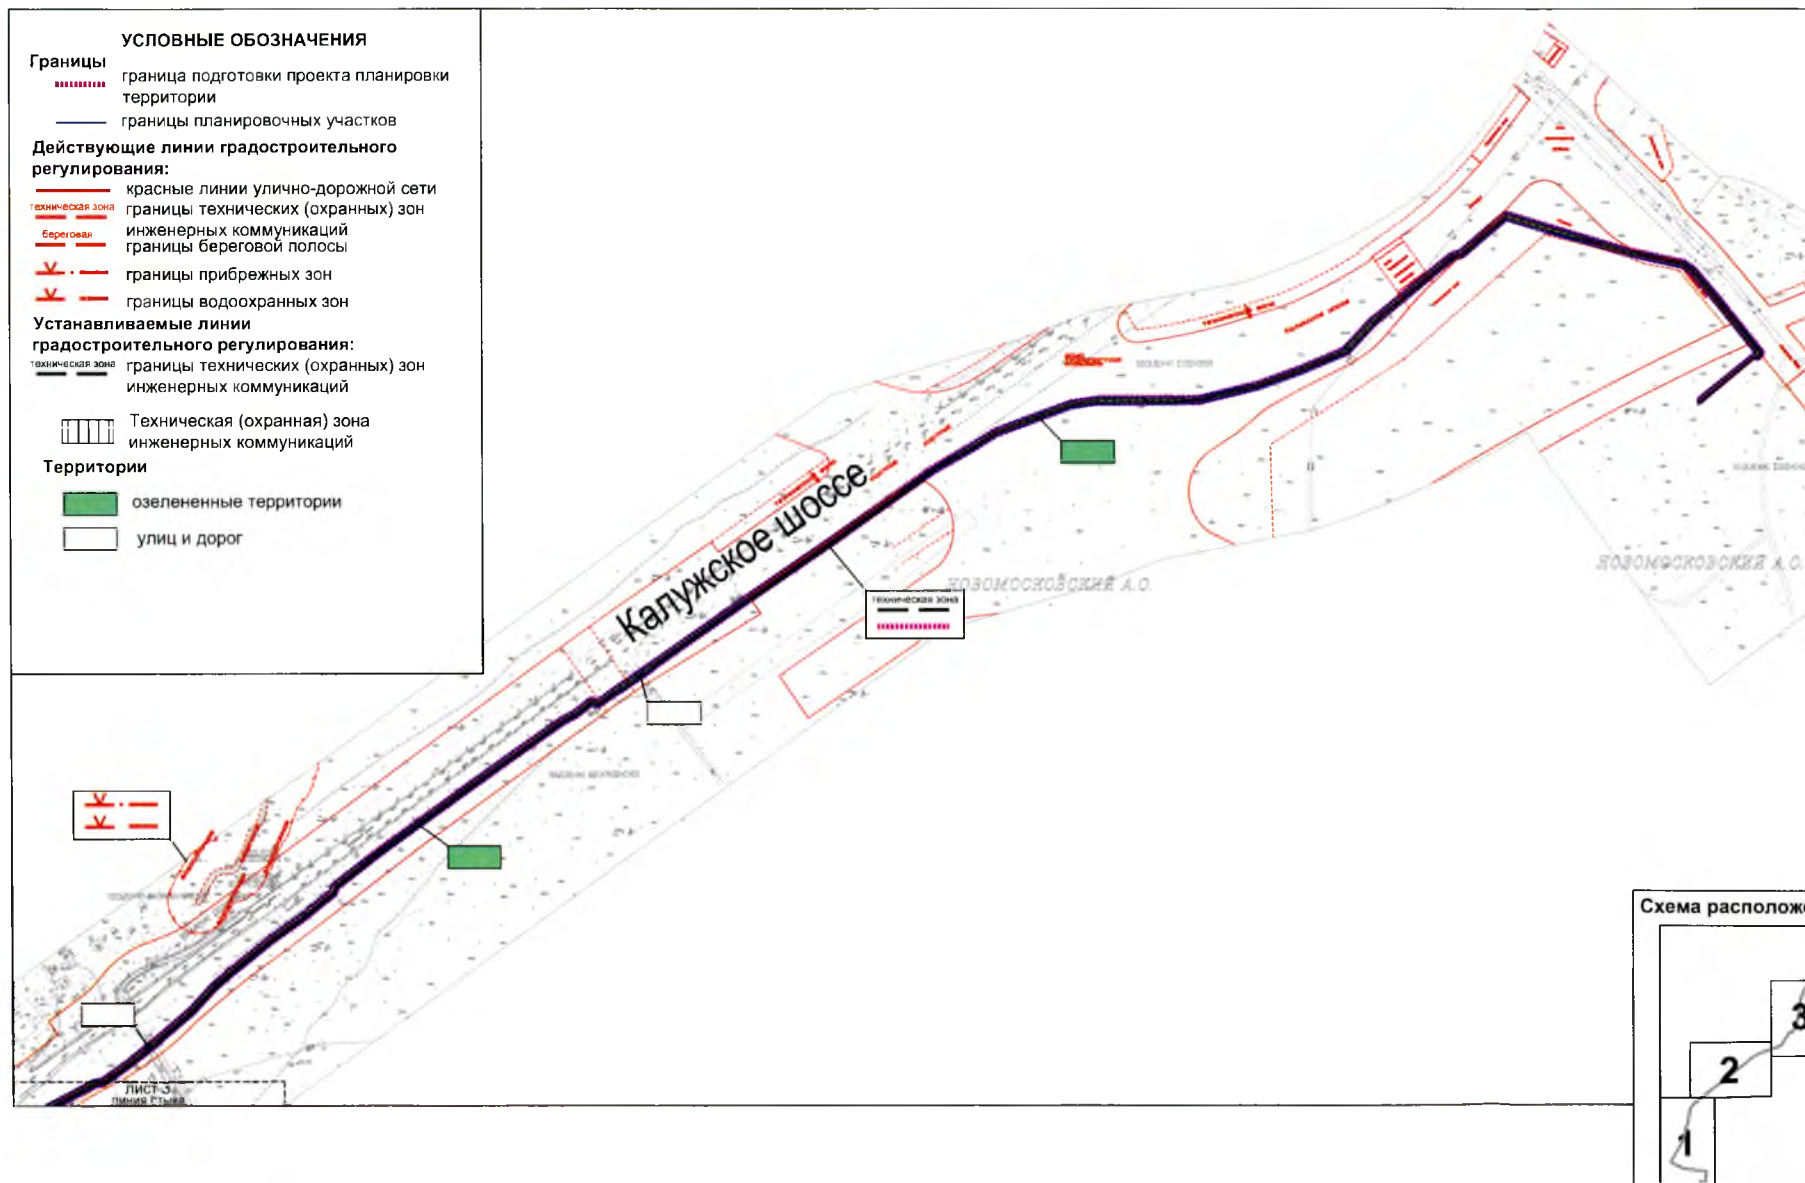 УСЛОВНЫЕ ОБОЗНАЧЕНИЯ
Границы
граница подготовки проекта планировки
территории
границы планировочных участков
Действующие линии градостроительного
регулирования:
красные линии улично-дорожной сети
техническая зона
границы технических (охранных) зон
инженерных коммуникаций
береговая
границы береговой полосы
границы прибрежных зон
границы водоохранных зон
Устанавливаемые линии
градостроительного регулирования:
техническая зона
границы технических (охранных) зон
инженерных коммуникаций
Техническая (охранная) зона
инженерных коммуникаций
Территории
озелененные территории
улиц и дорог
Калужское шоссе
НОВОМОСКОВСКИЙ А.О.
НОВОМОСКОВСКИЙ А.О.
техническая зона
ЛИСТ 3
линия стыка
Схема располож
3
2
1